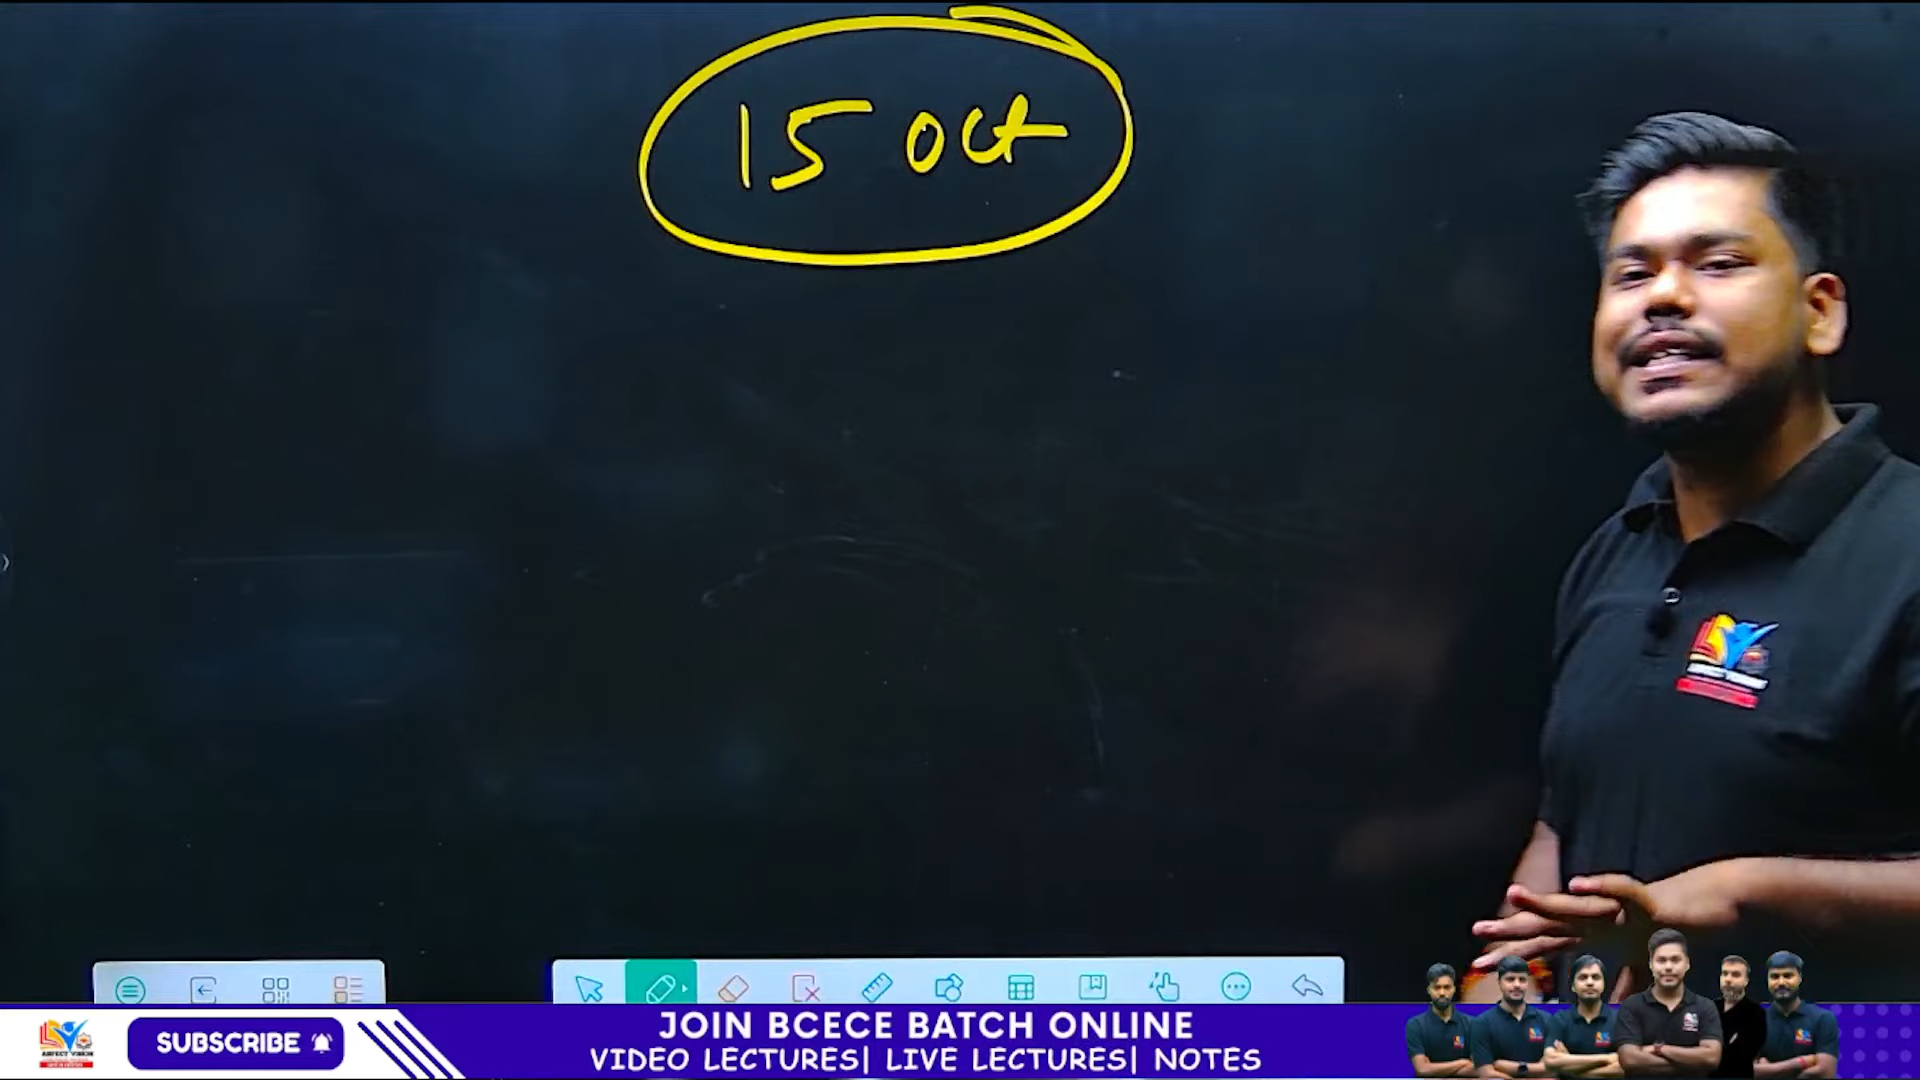 15 Oct
SUBSCRIBE
JOIN BCECE BATCH ONLINE
VIDEO LECTURES| LIVE LECTURES| NOTES